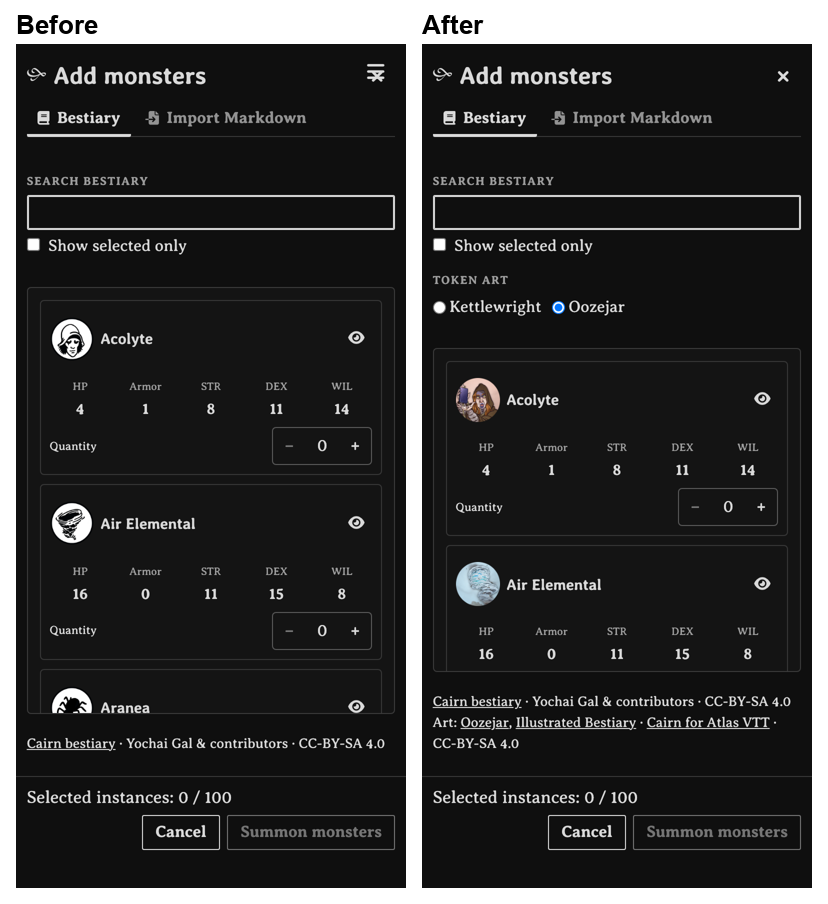 Before
Add monsters
Bestiary Import Markdown
SEARCH BESTIARY
Show selected only
Acolyte
HP Armor STR DEX WIL
4 1 8 11 14
Quantity − 0 +
Air Elemental
HP Armor STR DEX WIL
16 0 11 15 8
Quantity − 0 +
Aranea
Cairn bestiary · Yochai Gal & contributors · CC-BY-SA 4.0
Selected instances: 0 / 100
Cancel Summon monsters
After
Add monsters
Bestiary Import Markdown
SEARCH BESTIARY
Show selected only
TOKEN ART
Kettlewright Oozejar
Acolyte
HP Armor STR DEX WIL
4 1 8 11 14
Quantity − 0 +
Air Elemental
HP Armor STR DEX WIL
16 0 11 15 8
Cairn bestiary · Yochai Gal & contributors · CC-BY-SA 4.0
Art: Oozejar, Illustrated Bestiary · Cairn for Atlas VTT ·
CC-BY-SA 4.0
Selected instances: 0 / 100
Cancel Summon monsters